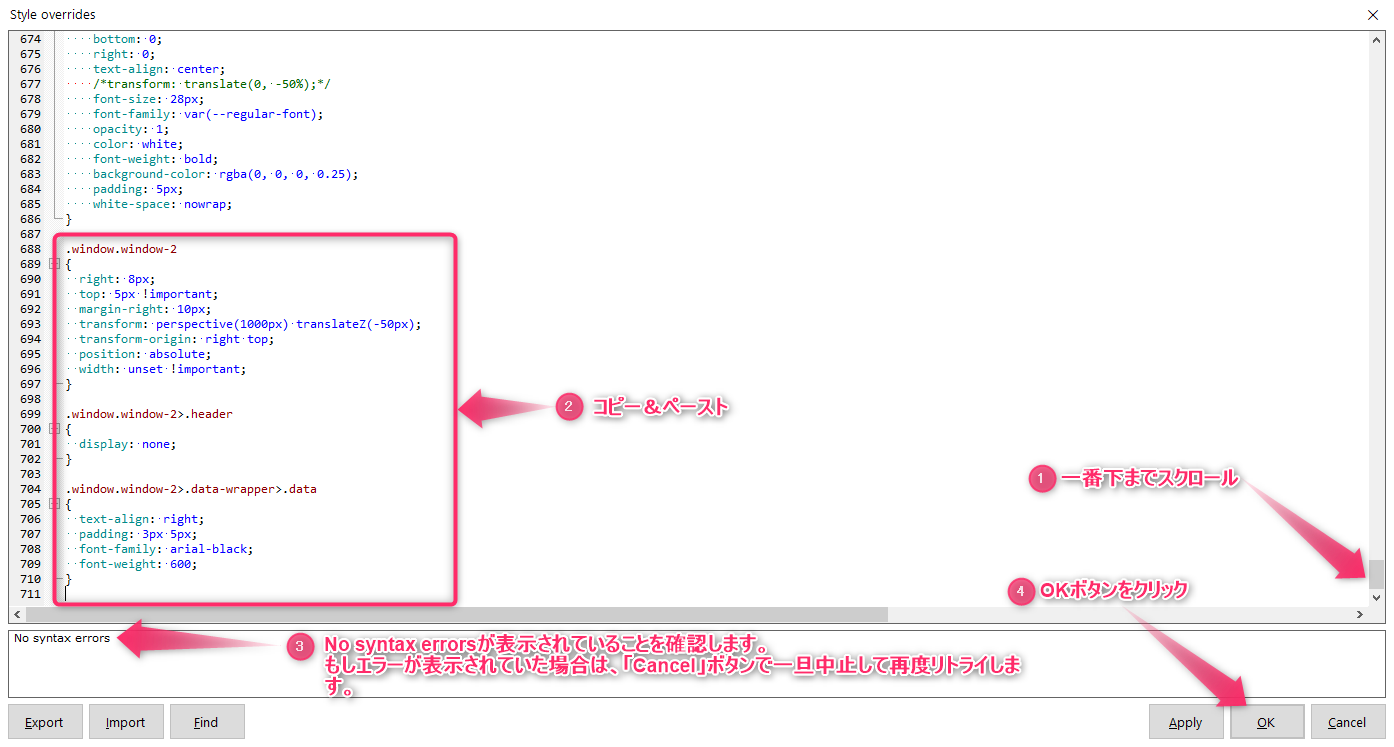 Style overrides
674 ····bottom:·0;
675 ····right:·0;
676 ····text-align:·center;
677 ····/*transform:·translate(0,·-50%);*/
678 ····font-size:·28px;
679 ····font-family:·var(--regular-font);
680 ····opacity:·1;
681 ····color:·white;
682 ····font-weight:·bold;
683 ····background-color:·rgba(0,·0,·0,·0.25);
684 ····padding:·5px;
685 ····white-space:·nowrap;
686 }
687
688 .window.window-2
689 {
690 ··right:·8px;
691 ··top:·5px·!important;
692 ··margin-right:·10px;
693 ··transform:·perspective(1000px)·translateZ(-50px);
694 ··transform-origin:·right·top;
695 ··position:·absolute;
696 ··width:·unset·!important;
697 }
698
699 .window.window-2>.header
700 {
701 ··display:·none;
702 }
703
704 .window.window-2>.data-wrapper>.data
705 {
706 ··text-align:·right;
707 ··padding:·3px·5px;
708 ··font-family:·arial-black;
709 ··font-weight:·600;
710 }
711
2 コピー＆ペースト
1 一番下までスクロール
4 OKボタンをクリック
No syntax errors
3 No syntax errorsが表示されていることを確認します。
もしエラーが表示されていた場合は、「Cancel」ボタンで一旦中止して再度リトライしま
す。
Export Import Find Apply OK Cancel